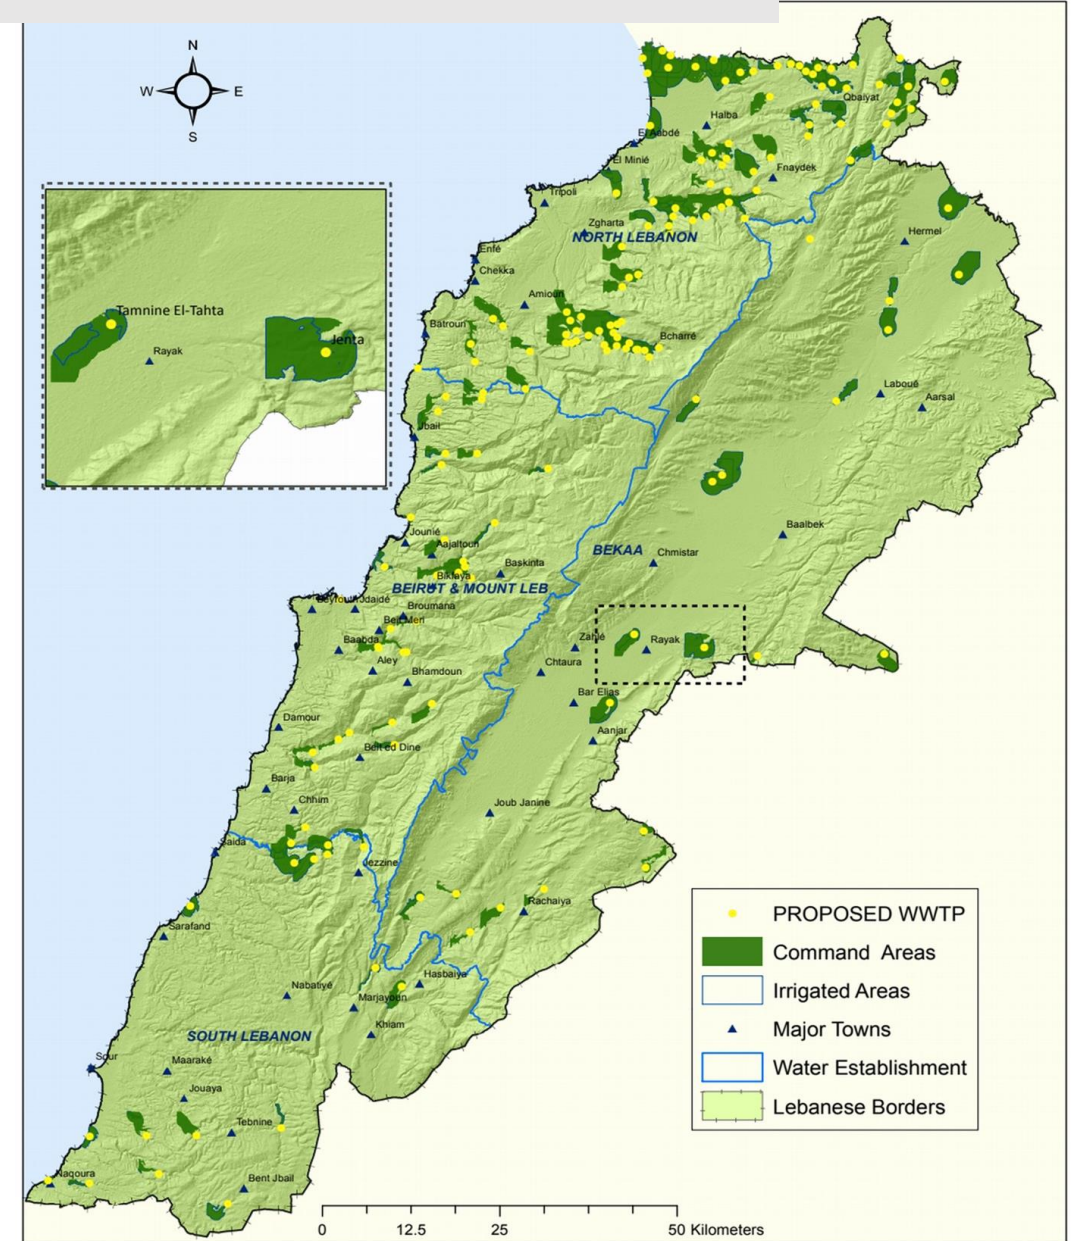 N
W E
S
Qbaiyat
Halba
El Aabdé
El Minié
Fnaydek
Tripoli
Zgharta
NORTH LEBANON
Hermel
Enfé
Chekka
Amioun
Batroun
Bcharré
Laboué
Aarsal
Jbail
Tamnine El-Tahta
Rayak
Jenta
Baalbek
Jounié
Aajaltoun
BEKAA
Chmistar
Baskinta
Bikfaya
BEIRUT & MOUNT LEB
Beyrouth
Jdaidé
Broumana
Beit Meri
Baabda
Zahlé
Rayak
Aley
Chtaura
Bhamdoun
Bar Elias
Damour
Aanjar
Beit ed Dine
Barja
Chhim
Joub Janine
Saida
Jezzine
Rachaiya
Sarafand
Hasbaiya
Nabatiyé
Marjayoun
Khiam
SOUTH LEBANON
Sour
Maaraké
Jouaya
Tebnine
Naqoura
Bent Jbail
PROPOSED WWTP
Command Areas
Irrigated Areas
Major Towns
Water Establishment
Lebanese Borders
0 12.5 25 50 Kilometers